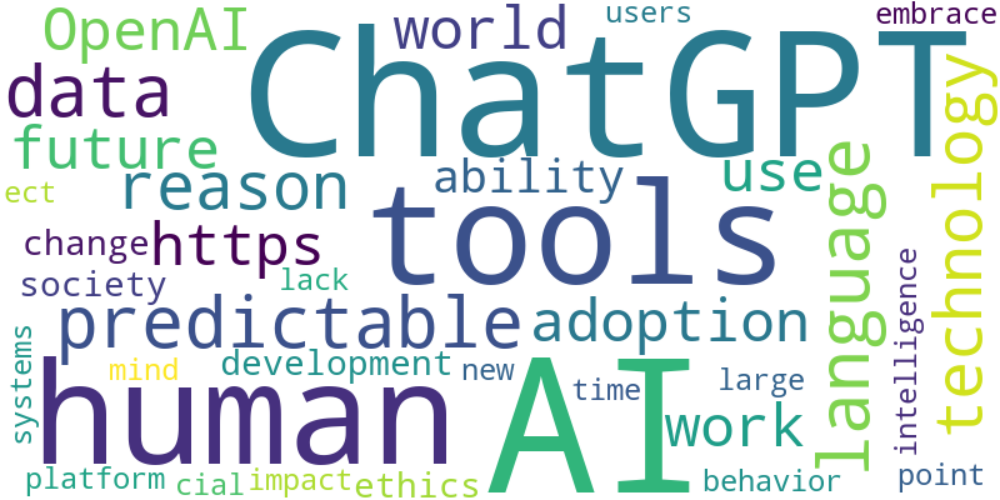 OpenAI
world
users
embrace
ChatGPT
data
future
reason
ability
use
ect
tools
language
technology
change
https
society
lack
predictable
adoption
intelligence
systems
mind
development
new
time
large
human
AI
work
platform
cial
impact
ethics
behavior
point